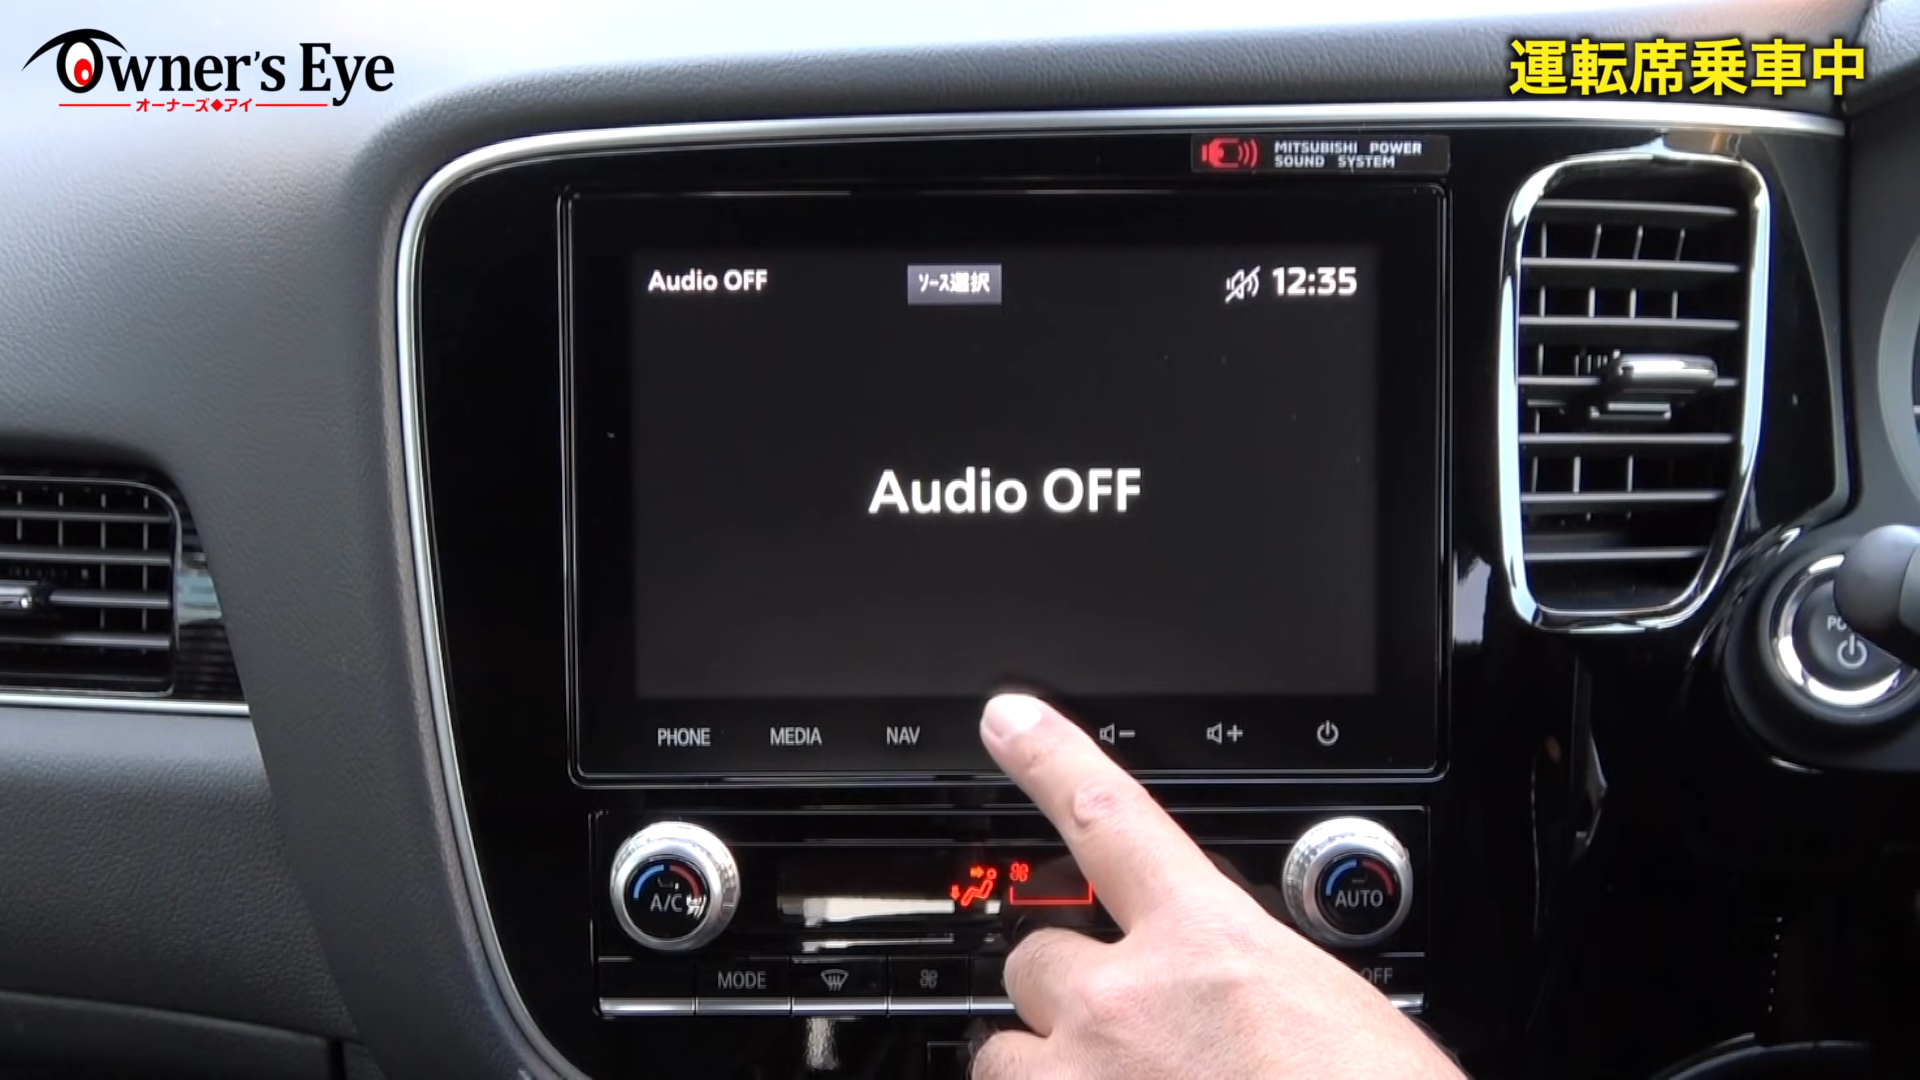 Owner's Eye
オーナーズ◆アイ
運転席乗車中
MITSUBISHI POWER
SOUND SYSTEM
Audio OFF
ソース選択
12:35
Audio OFF
PHONE
MEDIA
NAV
A/C
AUTO
MODE
OFF